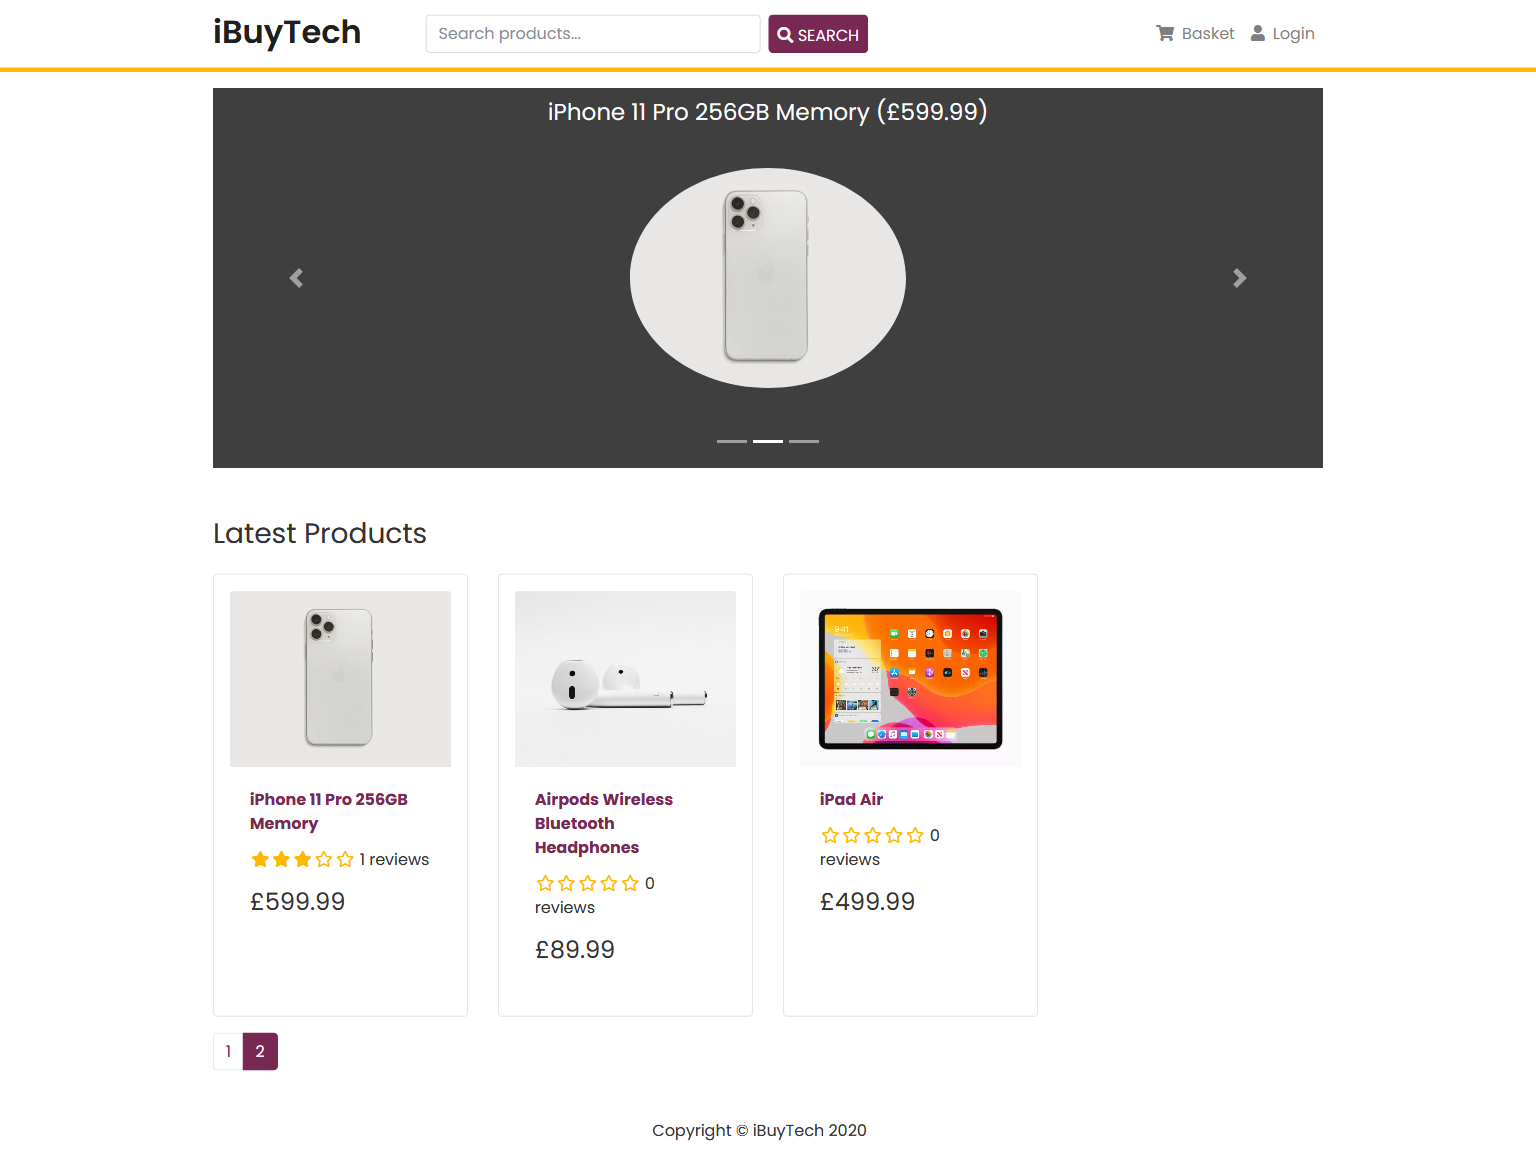 iBuyTech
Search products...
SEARCH
Basket
Login
iPhone 11 Pro 256GB Memory (£599.99)
Latest Products
iPhone 11 Pro 256GB
Memory
1 reviews
£599.99
Airpods Wireless
Bluetooth
Headphones
0
reviews
£89.99
9:41
iPad Air
0
reviews
£499.99
1
2
Copyright © iBuyTech 2020